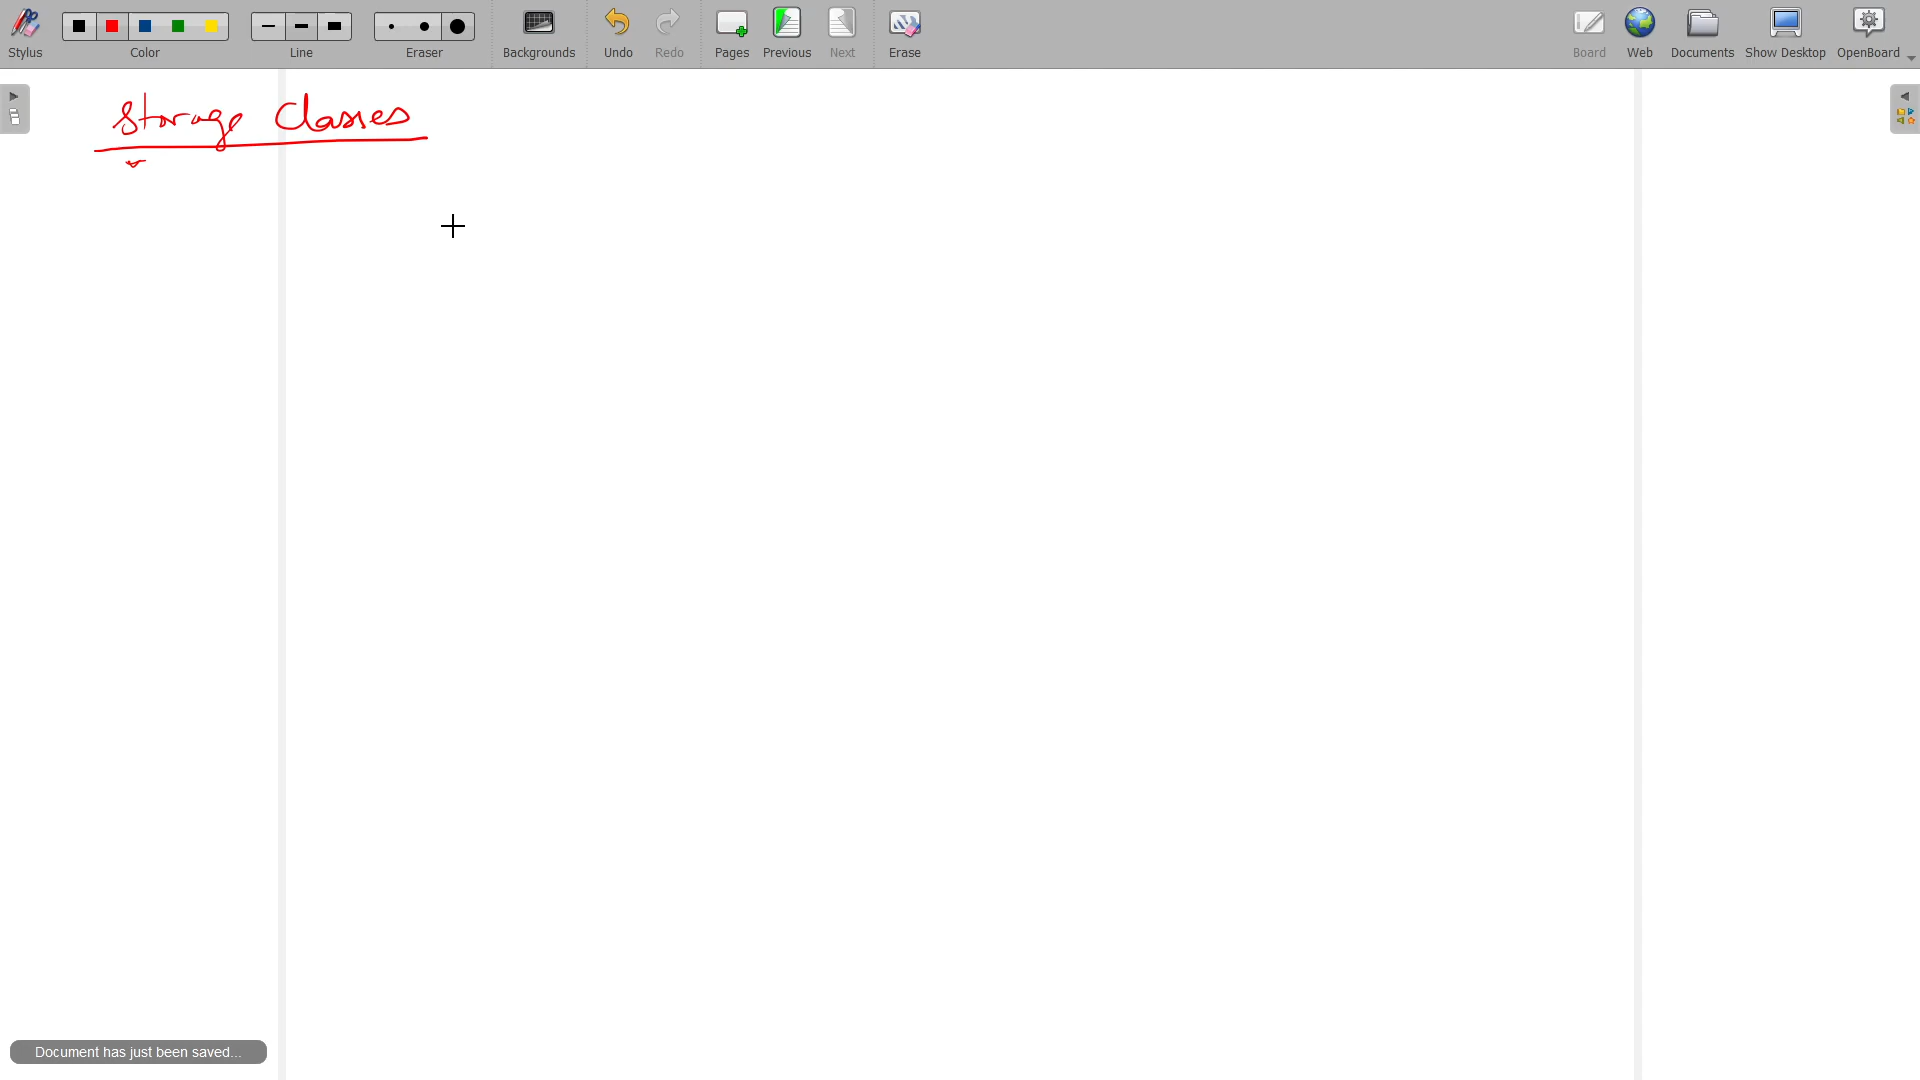 Stylus Color Line Eraser Backgrounds Undo Redo Pages Previous Next Erase Board Web Documents Show Desktop OpenBoard
Storage Classes
Document has just been saved...